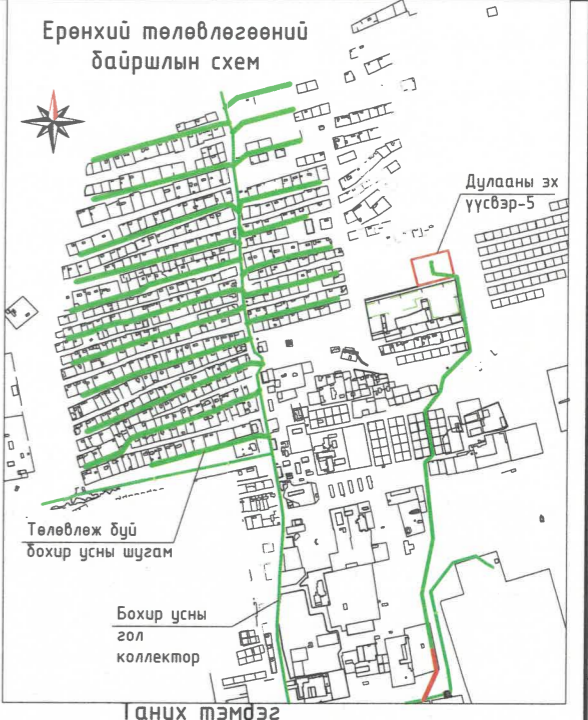 Ерөнхий төлөвлөгөөний
байршлын схем
Дулааны эх
үүсвэр-5
Төлөвлөж буй
бохир усны шугам
Бохир усны
гол
коллектор
Таних тэмдэг